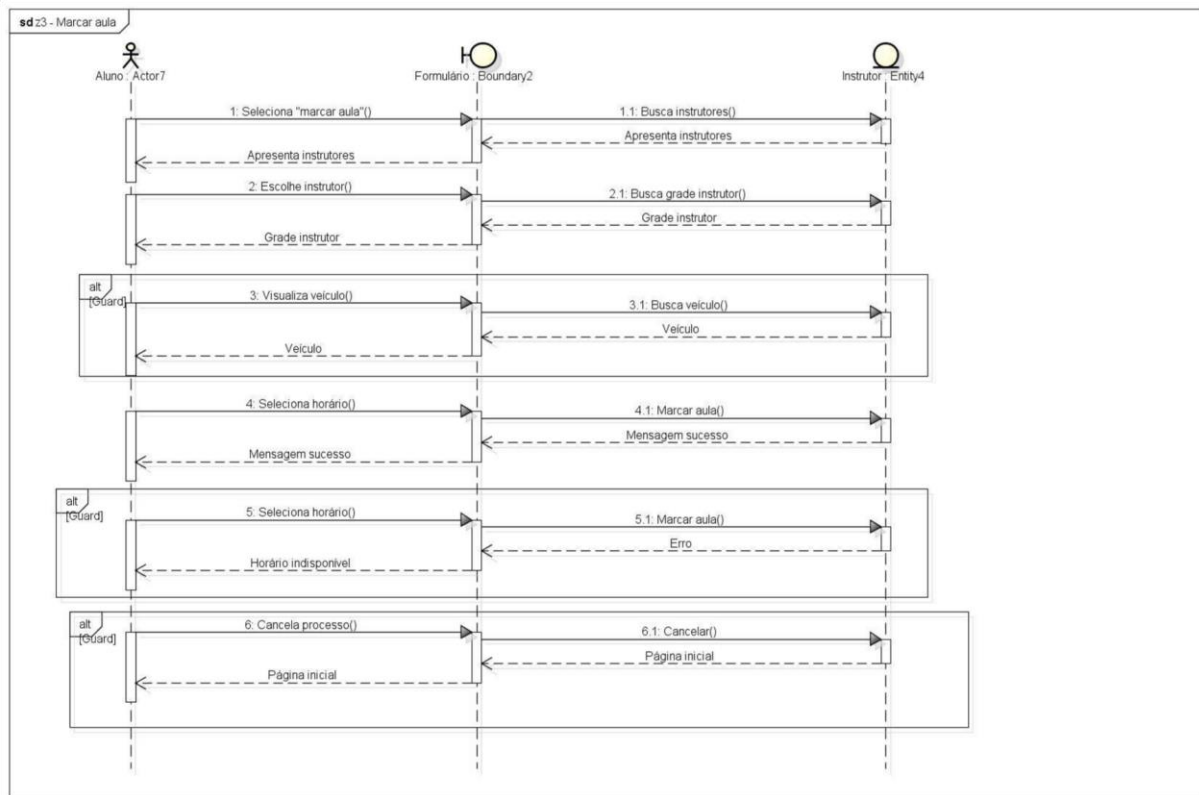 sd z3 - Marcar aula
Aluno : Actor7
Formulário : Boundary2
Instrutor : Entity4
1: Seleciona "marcar aula"()
1.1: Busca instrutores()
Apresenta instrutores
Apresenta instrutores
2: Escolhe instrutor()
2.1: Busca grade instrutor()
Grade instrutor
Grade instrutor
alt
[Guard]
3: Visualiza veículo()
3.1: Busca veículo()
Veículo
Veículo
4: Seleciona horário()
4.1: Marcar aula()
Mensagem sucesso
Mensagem sucesso
alt
[Guard]
5: Seleciona horário()
5.1: Marcar aula()
Erro
Horário indisponível
alt
[Guard]
6: Cancela processo()
6.1: Cancelar()
Página inicial
Página inicial